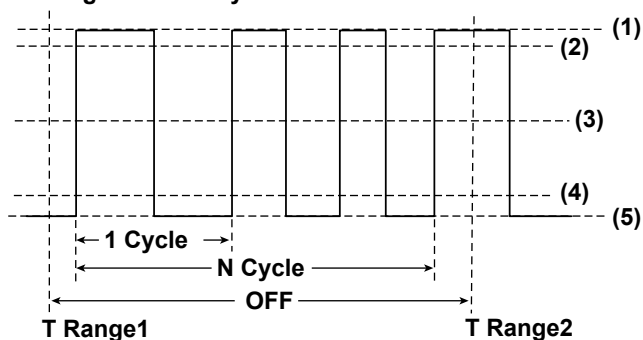 (1)
(2)
(3)
(4)
(5)
1 Cycle
N Cycle
OFF
T Range1 T Range2